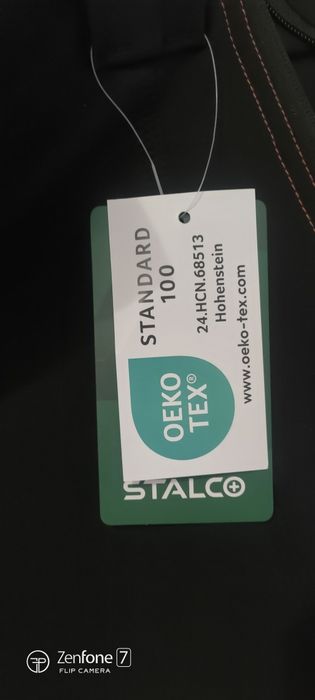 STANDARD
100
24.HCN.68513
Hohenstein
www.oeko-tex.com
OEKO
TEX®
STALCO
Zenfone 7
FLIP CAMERA